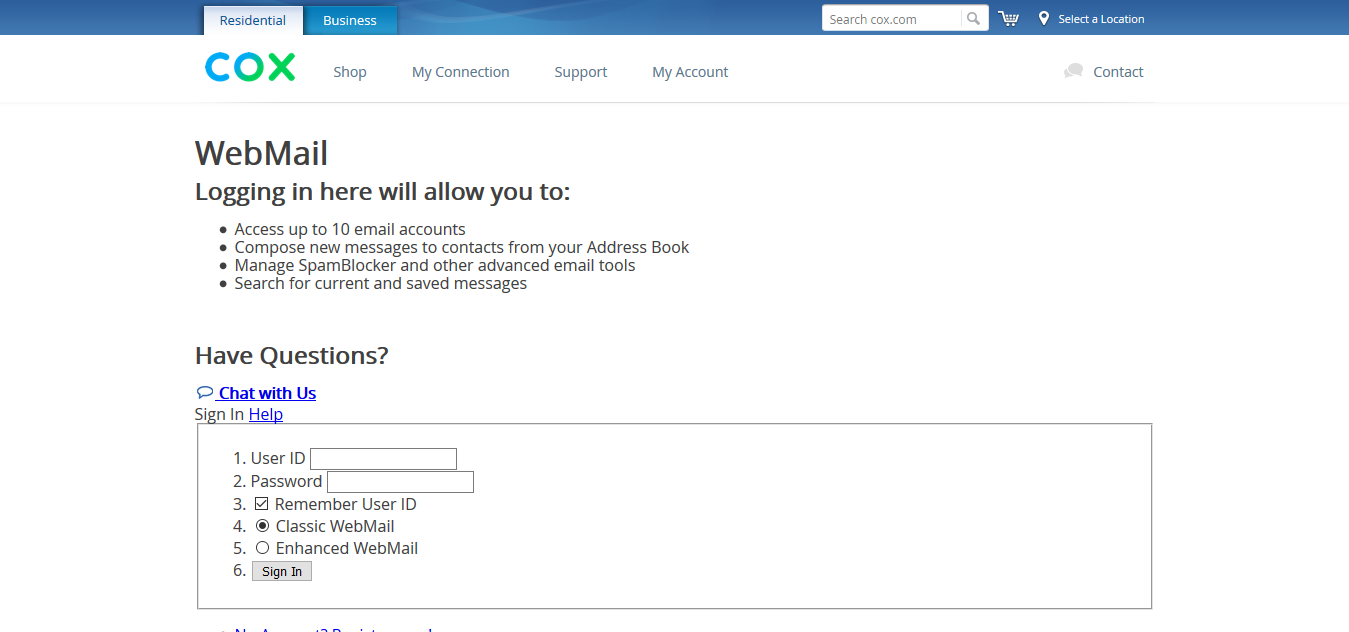 Residential Business Search cox.com Select a Location
COX Shop My Connection Support My Account Contact
WebMail
Logging in here will allow you to:
Access up to 10 email accounts
Compose new messages to contacts from your Address Book
Manage SpamBlocker and other advanced email tools
Search for current and saved messages
Have Questions?
Chat with Us
Sign In Help
1. User ID
2. Password
3. Remember User ID
4. Classic WebMail
5. Enhanced WebMail
6. Sign In